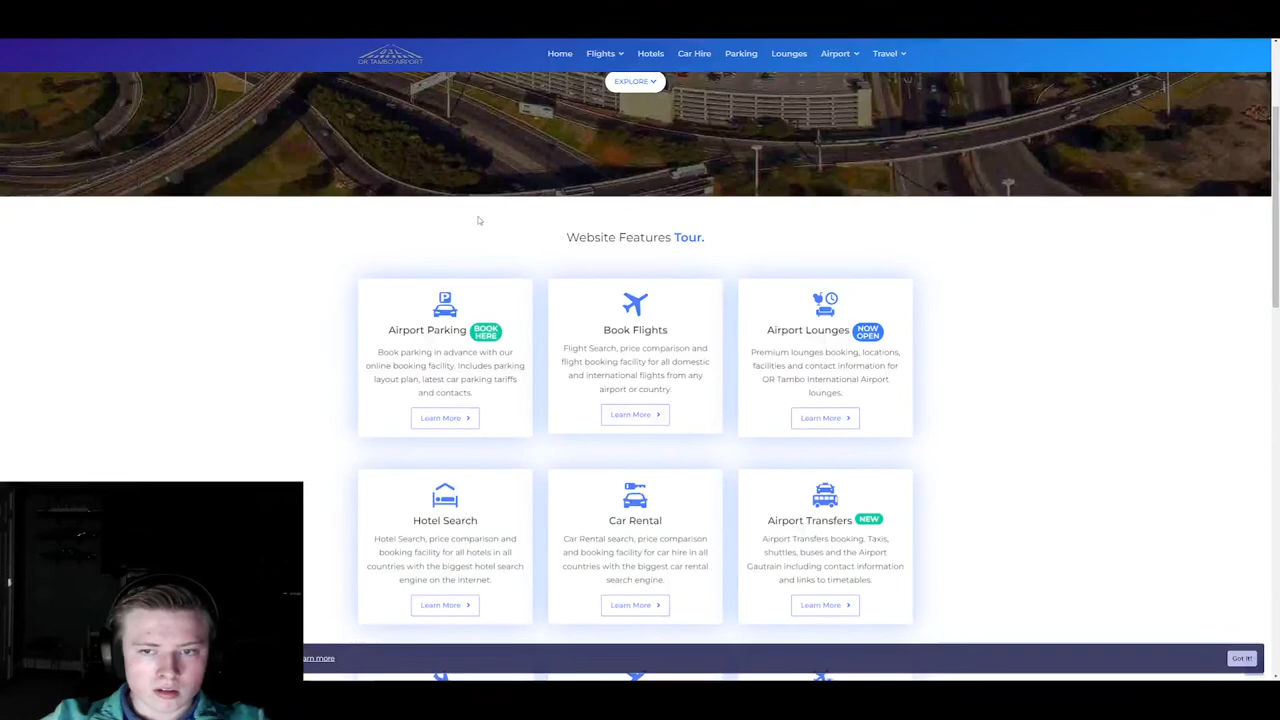 OR TAMBO AIRPORT
Home Flights Hotels Car Hire Parking Lounges Airport Travel
EXPLORE
Website Features Tour.
Airport Parking BOOK HERE
Book parking in advance with our
online booking facility. Includes parking
layout plan, latest car parking tariffs
and contacts.
Learn More
Book Flights
Flight Search, price comparison and
flight booking facility for all domestic
and international flights from any
airport or country.
Learn More
Airport Lounges NOW OPEN
Premium lounges booking, locations,
facilities and contact information for
OR Tambo International Airport
lounges.
Learn More
Hotel Search
Hotel Search, price comparison and
booking facility for all hotels in all
countries with the biggest hotel search
engine on the internet.
Learn More
Car Rental
Car Rental search, price comparison
and booking facility for car hire in all
countries with the biggest car rental
search engine.
Learn More
Airport Transfers NEW
Airport Transfers booking. Taxis,
shuttles, buses and the Airport
Gautrain including contact information
and links to timetables.
Learn More
arn more
Got it!